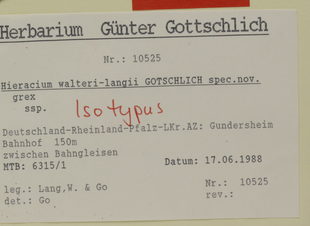 Herbarium Günter Gottschlich
Nr.: 10525
Hieracium walteri-langii GOTSCHLICH spec.nov.
grex
ssp. Isotypus
Deutschland-Rheinland-Pfalz-LKr.AZ: Gundersheim
Bahnhof 150m
zwischen Bahngleisen
MTB: 6315/1 Datum: 17.06.1988
leg.: Lang,W. & Go Nr.: 10525
det.: Go rev.: